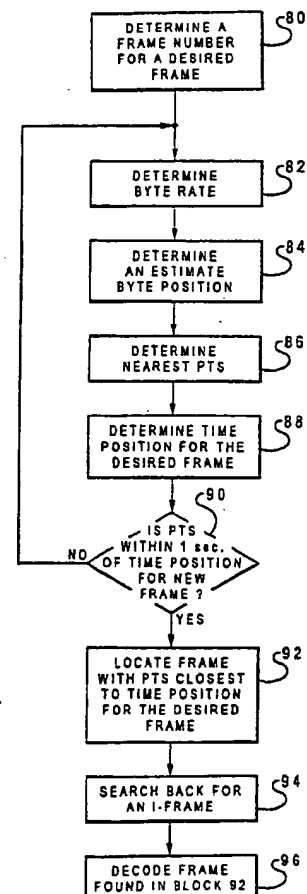 80
DETERMINE A
FRAME NUMBER
FOR A DESIRED
FRAME
82
DETERMINE
BYTE RATE
84
DETERMINE
AN ESTIMATE
BYTE POSITION
86
DETERMINE
NEAREST PTS
88
DETERMINE TIME
POSITION FOR THE
DESIRED FRAME
90
IS PTS
WITHIN 1 sec.
OF TIME POSITION
FOR NEW
FRAME ?
NO
YES
92
LOCATE FRAME
WITH PTS CLOSEST
TO TIME POSITION
FOR THE DESIRED
FRAME
94
SEARCH BACK FOR
AN I-FRAME
96
DECODE FRAME
FOUND IN BLOCK 92